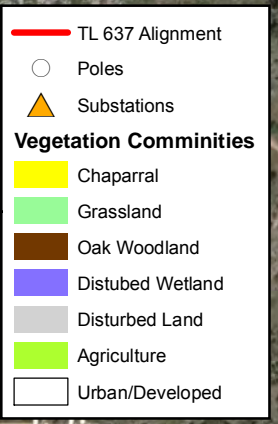 TL 637 Alignment
Poles
Substations
Vegetation Comminities
Chaparral
Grassland
Oak Woodland
Distubed Wetland
Disturbed Land
Agriculture
Urban/Developed